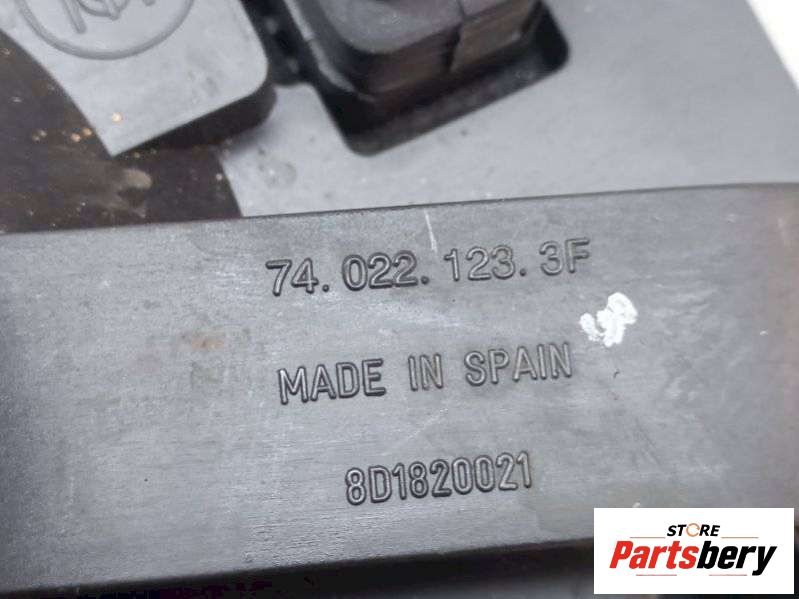 74.022.123.3F
MADE IN SPAIN
8D1820021
STORE
Partsbery